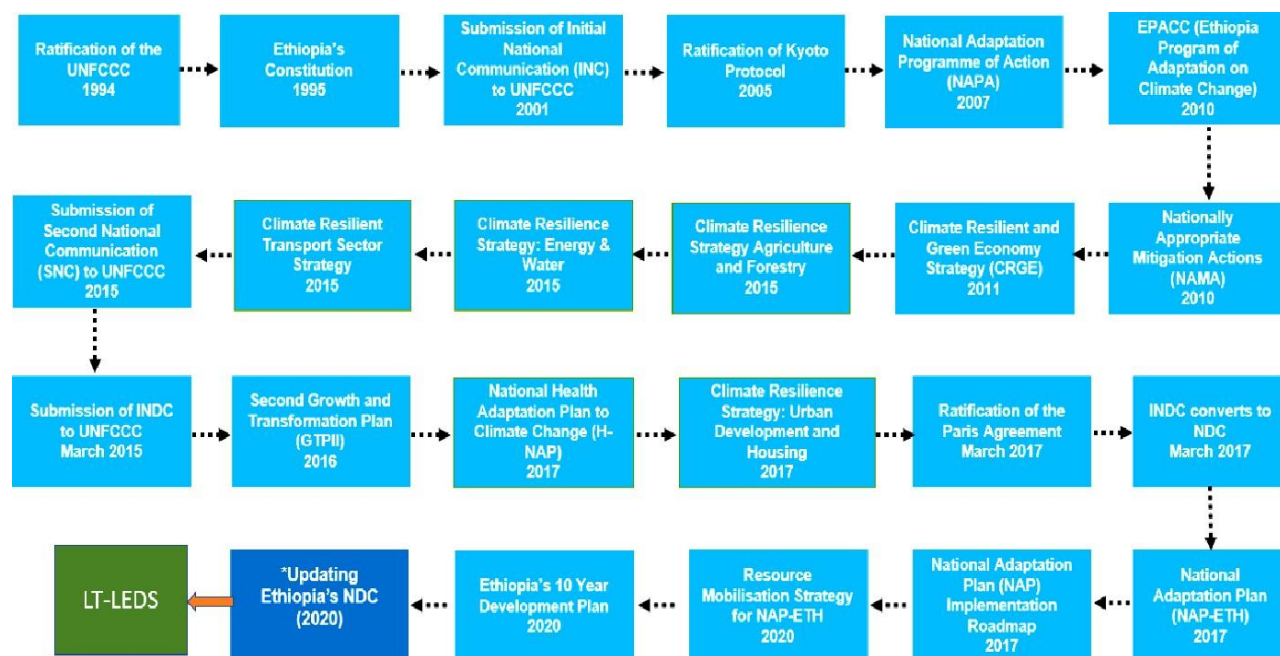 Ratification of the
UNFCCC
1994
Ethiopia's
Constitution
1995
Submission of Initial
National
Communication (INC)
to UNFCCC
2001
Ratification of Kyoto
Protocol
2005
National Adaptation
Programme of Action
(NAPA)
2007
EPACC (Ethiopia
Program of
Adaptation on
Climate Change)
2010
Nationally
Appropriate
Mitigation Actions
(NAMA)
2010
Climate Resilient and
Green Economy
Strategy (CRGE)
2011
Climate Resilience
Strategy Agriculture
and Forestry
2015
Climate Resilience
Strategy: Energy &
Water
2015
Climate Resilient
Transport Sector
Strategy
2015
Submission of
Second National
Communication
(SNC) to UNFCCC
2015
Submission of INDC
to UNFCCC
March 2015
Second Growth and
Transformation Plan
(GTPII)
2016
National Health
Adaptation Plan to
Climate Change (H-
NAP)
2017
Climate Resilience
Strategy: Urban
Development and
Housing
2017
Ratification of the
Paris Agreement
March 2017
INDC converts to
NDC
March 2017
National
Adaptation Plan
(NAP-ETH)
2017
National Adaptation
Plan (NAP)
Implementation
Roadmap
2017
Resource
Mobilisation Strategy
for NAP-ETH
2020
Ethiopia's 10 Year
Development Plan
2020
*Updating
Ethiopia's NDC
(2020)
LT-LEDS